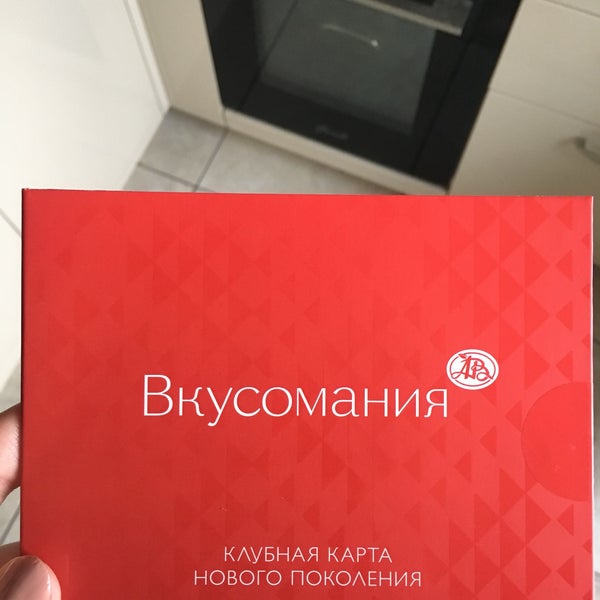 Вкусомания
КЛУБНАЯ КАРТА
НОВОГО ПОКОЛЕНИЯ